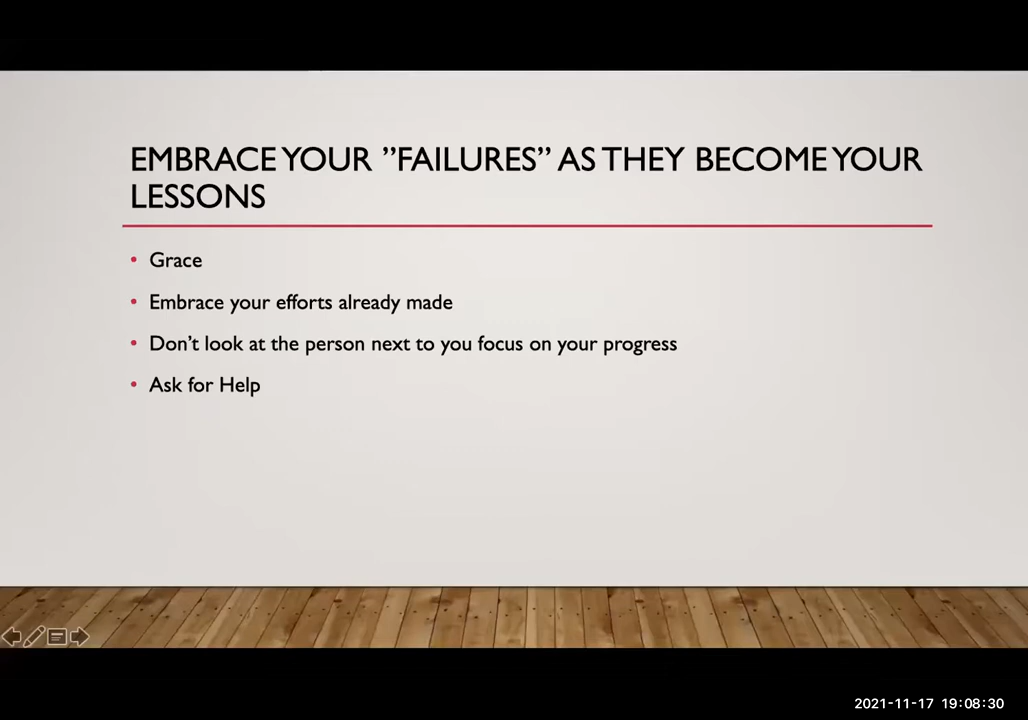 EMBRACE YOUR ”FAILURES” AS THEY BECOME YOUR
LESSONS
• Grace
• Embrace your efforts already made
• Don’t look at the person next to you focus on your progress
• Ask for Help
2021-11-17 19:08:30